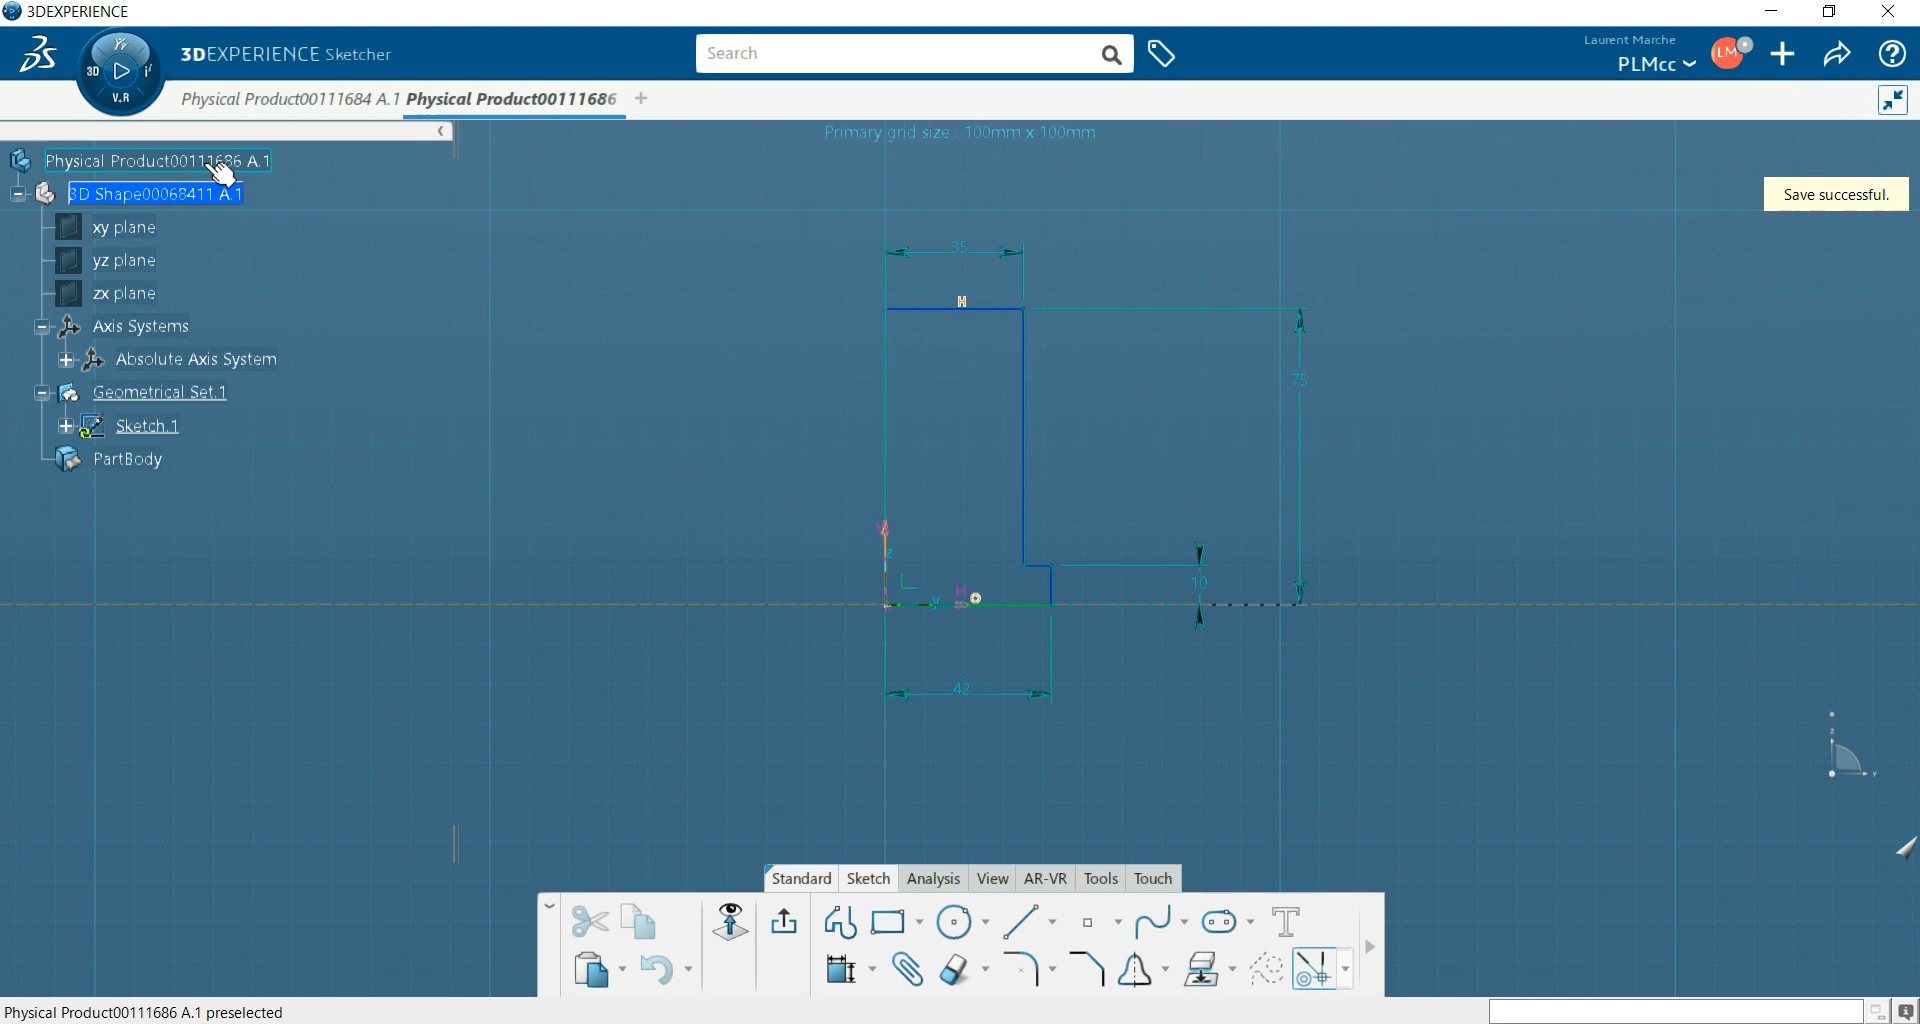 3DEXPERIENCE
3DEXPERIENCE Sketcher
3D
V.R
Search
Laurent Marche
PLMcc
LM
Physical Product00111684 A.1
Physical Product00111686
Primary grid size : 100mm x 100mm
Physical Product00111686 A.1
3D Shape00068411 A.1
Save successful.
xy plane
yz plane
zx plane
Axis Systems
Absolute Axis System
Geometrical Set.1
Sketch.1
PartBody
35
H
75
10
V
z
H
y
42
z
y
Standard
Sketch
Analysis
View
AR-VR
Tools
Touch
T
Physical Product00111686 A.1 preselected